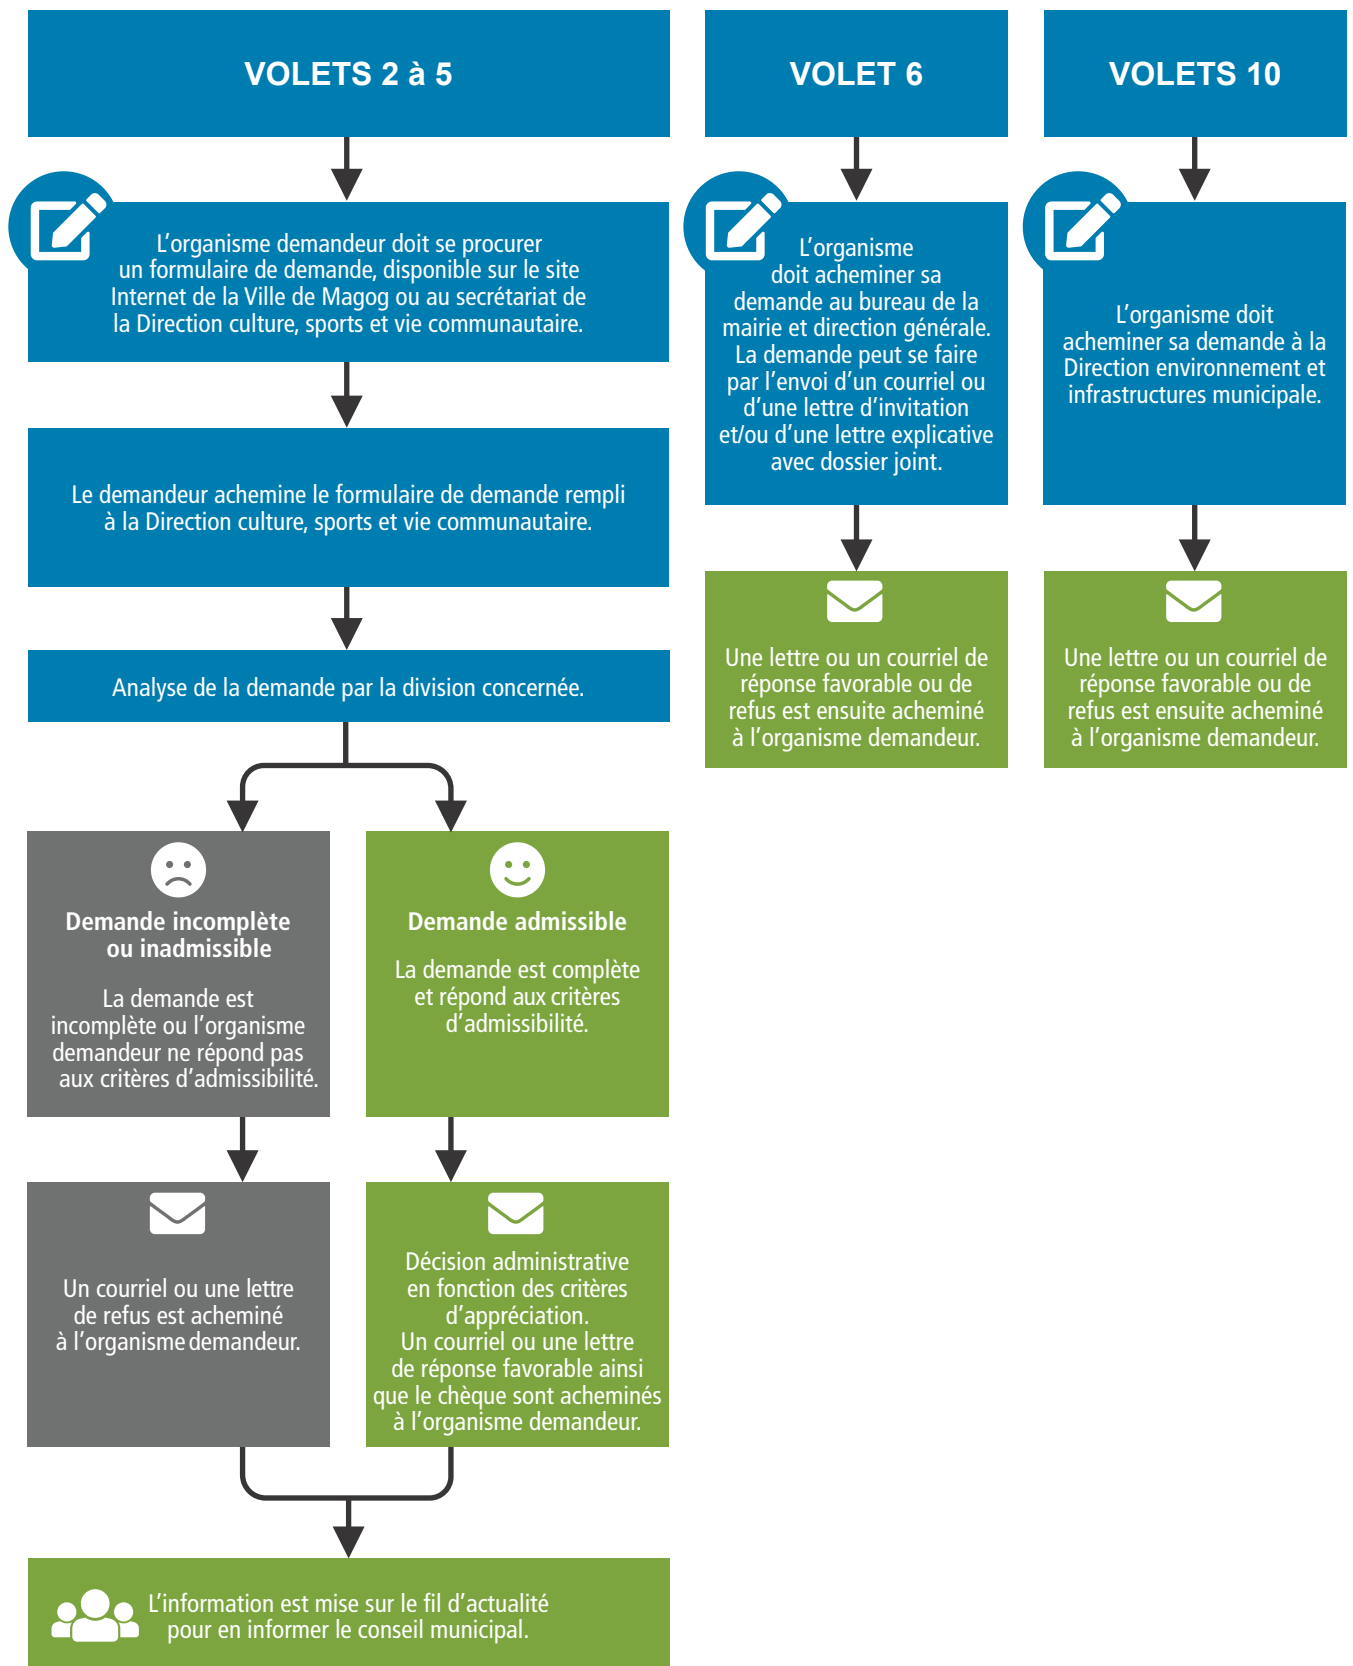 VOLETS 2 à 5
L'organisme demandeur doit se procurer
un formulaire de demande, disponible sur le site
Internet de la Ville de Magog ou au secrétariat de
la Direction culture, sports et vie communautaire.
Le demandeur achemine le formulaire de demande rempli
à la Direction culture, sports et vie communautaire.
Analyse de la demande par la division concernée.
Demande incomplète
ou inadmissible
La demande est
incomplète ou l'organisme
demandeur ne répond pas
aux critères d'admissibilité.
Un courriel ou une lettre
de refus est acheminé
à l'organisme demandeur.
Demande admissible
La demande est complète
et répond aux critères
d'admissibilité.
Décision administrative
en fonction des critères
d'appréciation.
Un courriel ou une lettre
de réponse favorable ainsi
que le chèque sont acheminés
à l'organisme demandeur.
L'information est mise sur le fil d'actualité
pour en informer le conseil municipal.
VOLET 6
L'organisme
doit acheminer sa
demande au bureau de la
mairie et direction générale.
La demande peut se faire
par l'envoi d'un courriel ou
d'une lettre d'invitation
et/ou d'une lettre explicative
avec dossier joint.
Une lettre ou un courriel de
réponse favorable ou de
refus est ensuite acheminé
à l'organisme demandeur.
VOLETS 10
L'organisme doit
acheminer sa demande à la
Direction environnement et
infrastructures municipale.
Une lettre ou un courriel de
réponse favorable ou de
refus est ensuite acheminé
à l'organisme demandeur.